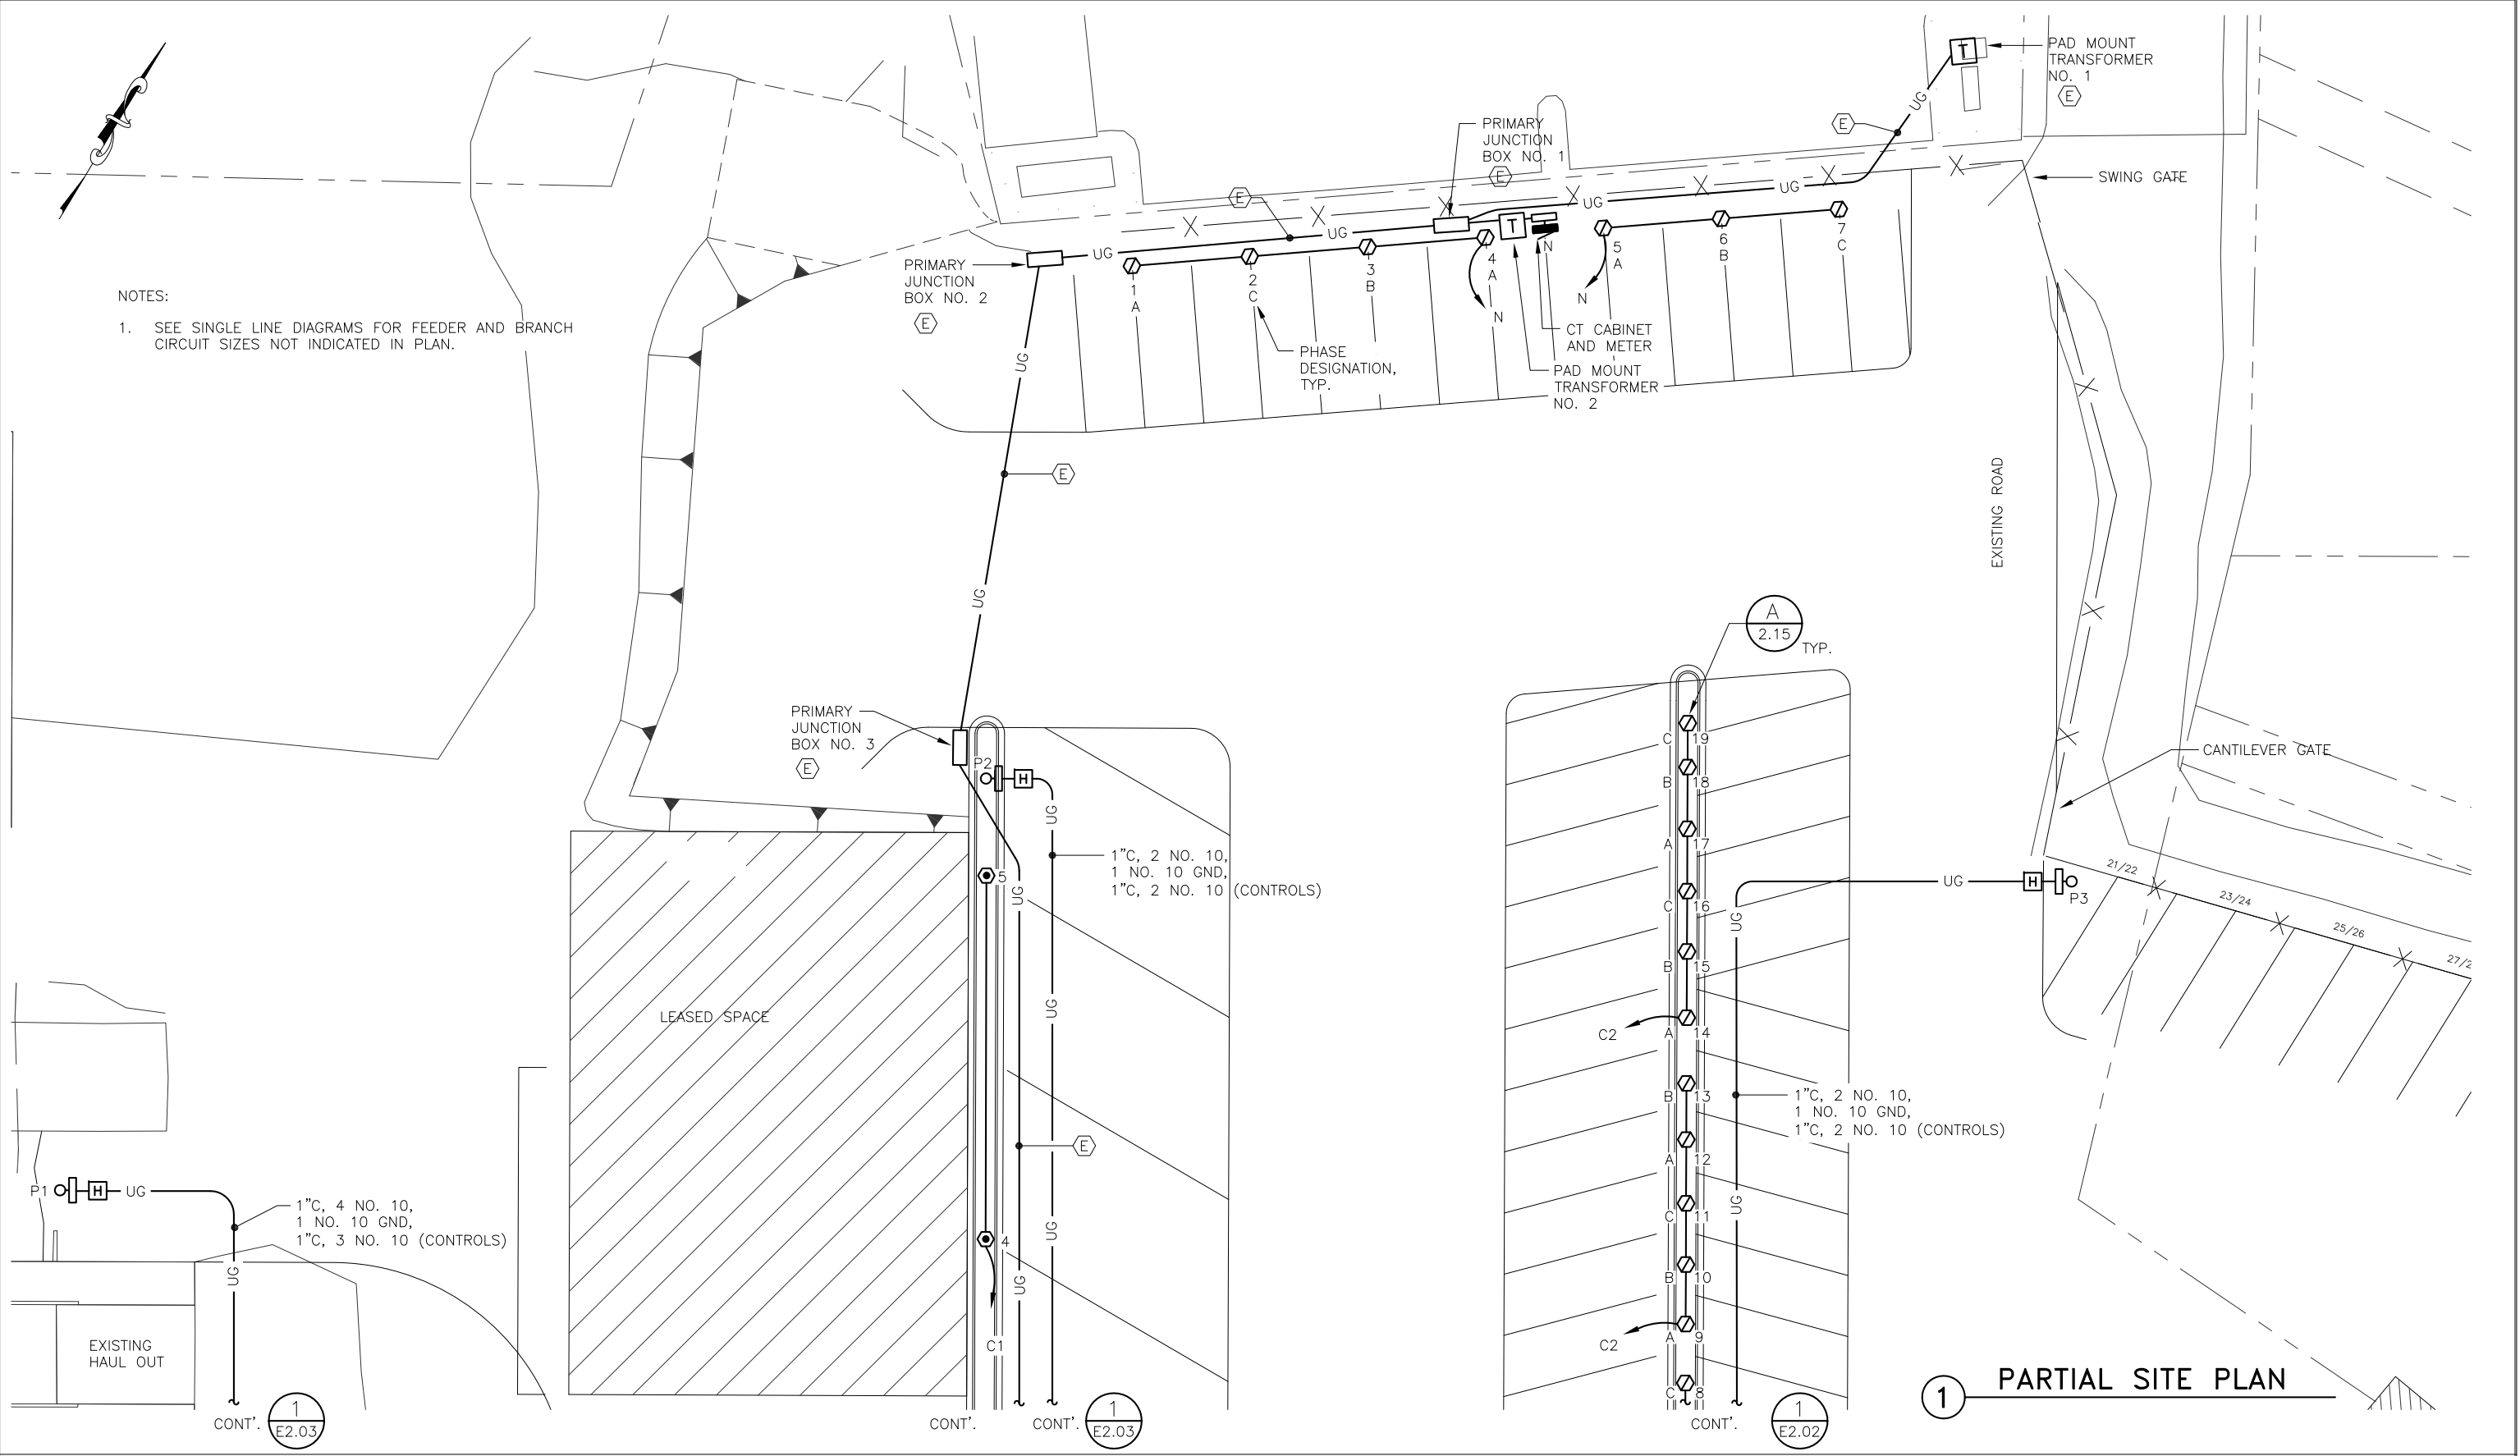 T
PAD MOUNT
TRANSFORMER
NO. 1
E
UG
E
PRIMARY
JUNCTION
BOX NO. 1
E
SWING GATE
E
UG
UG
UG
T
N
UG
PRIMARY
JUNCTION
BOX NO. 2
E
1
A
2
C
3
B
4
A
N
5
A
N
6
B
7
C
NOTES:
1. SEE SINGLE LINE DIAGRAMS FOR FEEDER AND BRANCH
CIRCUIT SIZES NOT INDICATED IN PLAN.
CT CABINET
AND METER
PHASE
DESIGNATION,
TYP.
PAD MOUNT
TRANSFORMER
NO. 2
UG
E
EXISTING ROAD
UG
A
2.15
TYP.
PRIMARY
JUNCTION
BOX NO. 3
E
P2
H
UG
1"C, 2 NO. 10,
1 NO. 10 GND,
1"C, 2 NO. 10 (CONTROLS)
5
UG
CANTILEVER GATE
C 19
B 18
A 17
C 16
B 15
A 14
C2
B 13
A 12
C 11
B 10
A 9
C2
C 8
UG
UG
H
P3
21/22
23/24
25/26
27/2
LEASED SPACE
UG
E
1"C, 2 NO. 10,
1 NO. 10 GND,
1"C, 2 NO. 10 (CONTROLS)
UG
P1
H
UG
1"C, 4 NO. 10,
1 NO. 10 GND,
1"C, 3 NO. 10 (CONTROLS)
UG
4
UG
UG
C1
EXISTING
HAUL OUT
CONT'.
1
E2.03
CONT'.
CONT'.
1
E2.03
CONT'.
1
E2.02
1
PARTIAL SITE PLAN